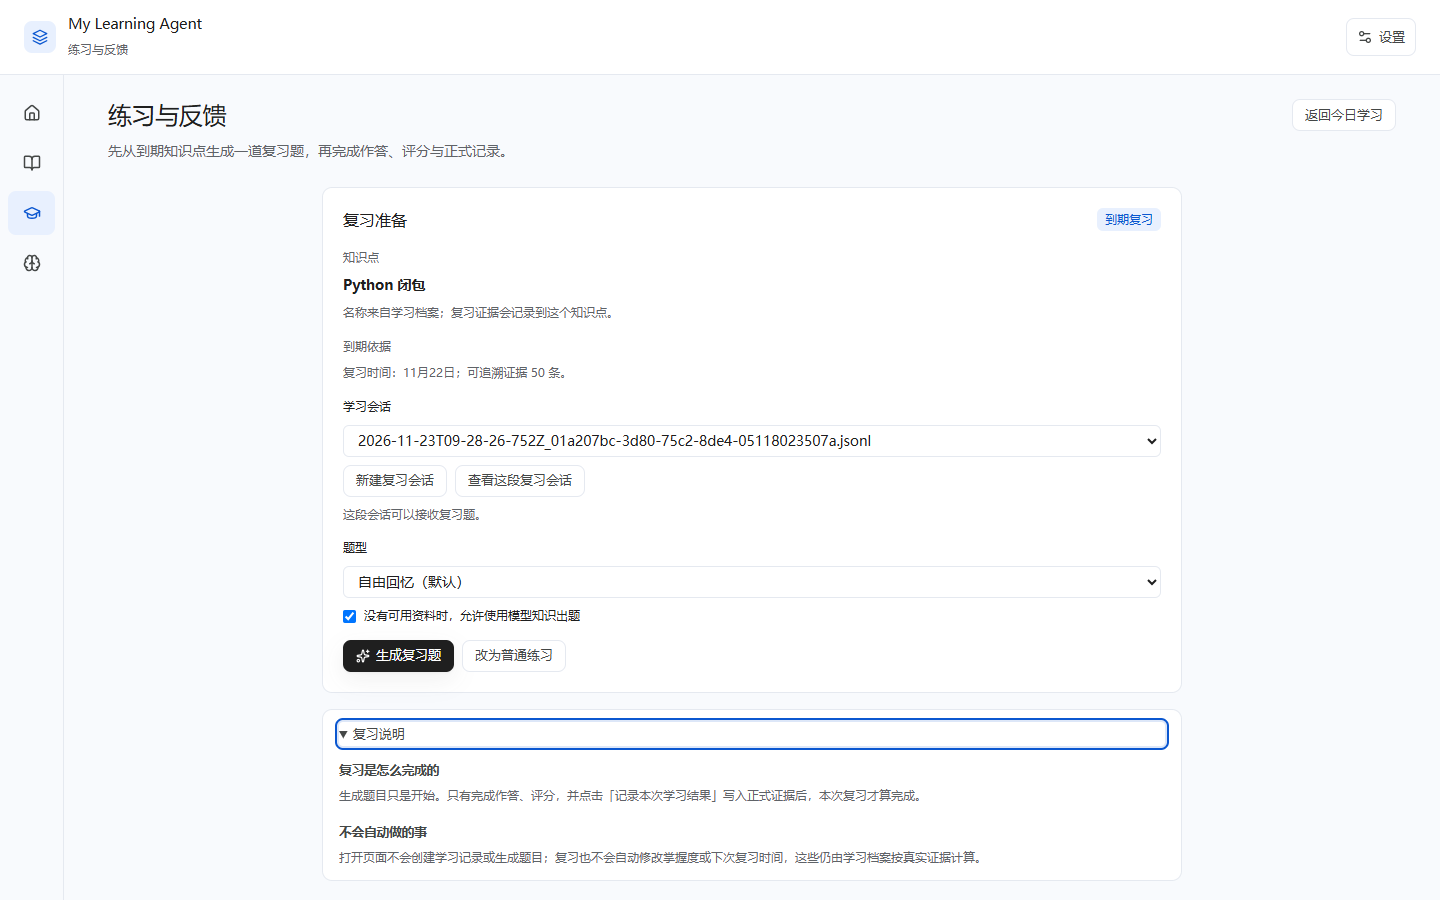 My Learning Agent
练习与反馈
设置
练习与反馈
返回今日学习
先从到期知识点生成一道复习题，再完成作答、评分与正式记录。
复习准备
到期复习
知识点
Python 闭包
名称来自学习档案；复习证据会记录到这个知识点。
到期依据
复习时间：11月22日；可追溯证据 50 条。
学习会话
2026-11-23T09-28-26-752Z_01a207bc-3d80-75c2-8de4-05118023507a.jsonl
新建复习会话
查看这段复习会话
这段会话可以接收复习题。
题型
自由回忆（默认）
没有可用资料时，允许使用模型知识出题
生成复习题
改为普通练习
复习说明
复习是怎么完成的
生成题目只是开始。只有完成作答、评分，并点击「记录本次学习结果」写入正式证据后，本次复习才算完成。
不会自动做的事
打开页面不会创建学习记录或生成题目；复习也不会自动修改掌握度或下次复习时间，这些仍由学习档案按真实证据计算。